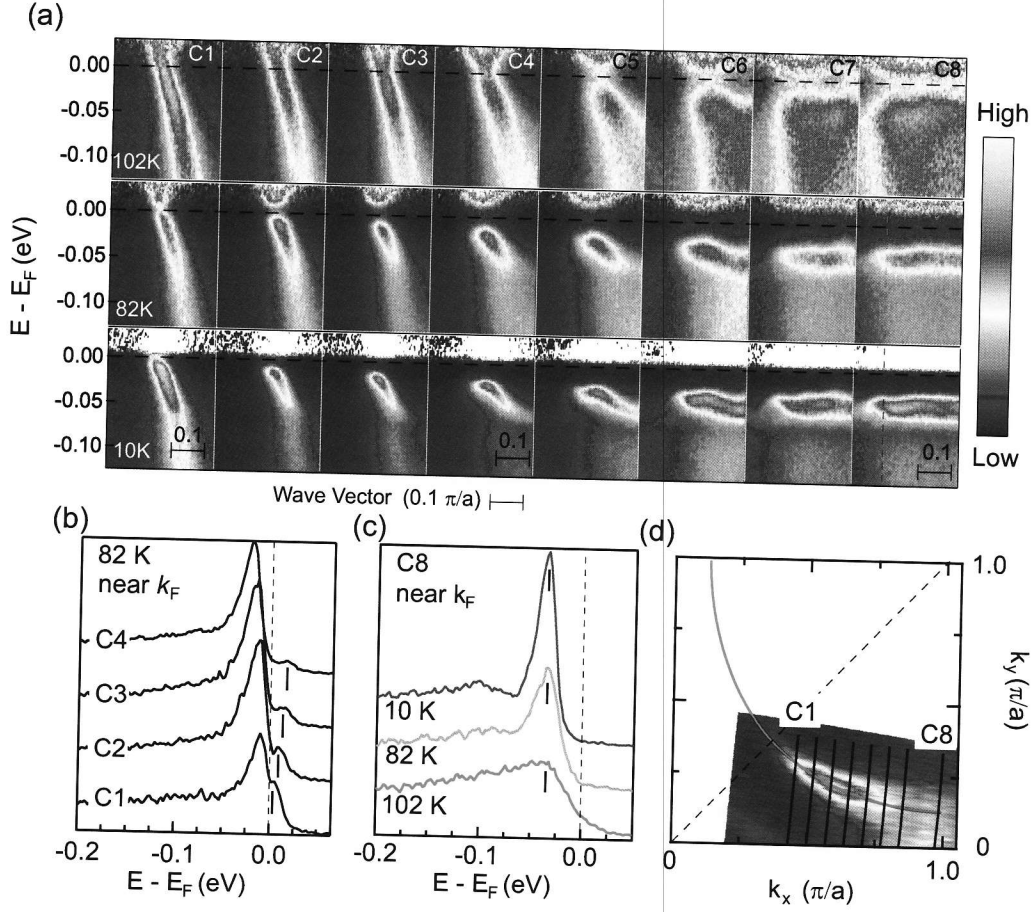 (a)
C1 C2 C3 C4 C5 C6 C7 C8
0.00
-0.05
-0.10
102K
0.00
-0.05
-0.10
82K
0.00
-0.05
-0.10
10K
0.1
0.1
0.1
E - E_F (eV)
High
Low
Wave Vector (0.1 π/a)
(b)
82 K
near k_F
C4
C3
C2
C1
-0.2 -0.1 0.0
E - E_F (eV)
(c)
C8
near k_F
10 K
82 K
102 K
-0.2 -0.1 0.0
E - E_F (eV)
(d)
1.0
C1
C8
0
0 1.0
k_y (π/a)
k_x (π/a)